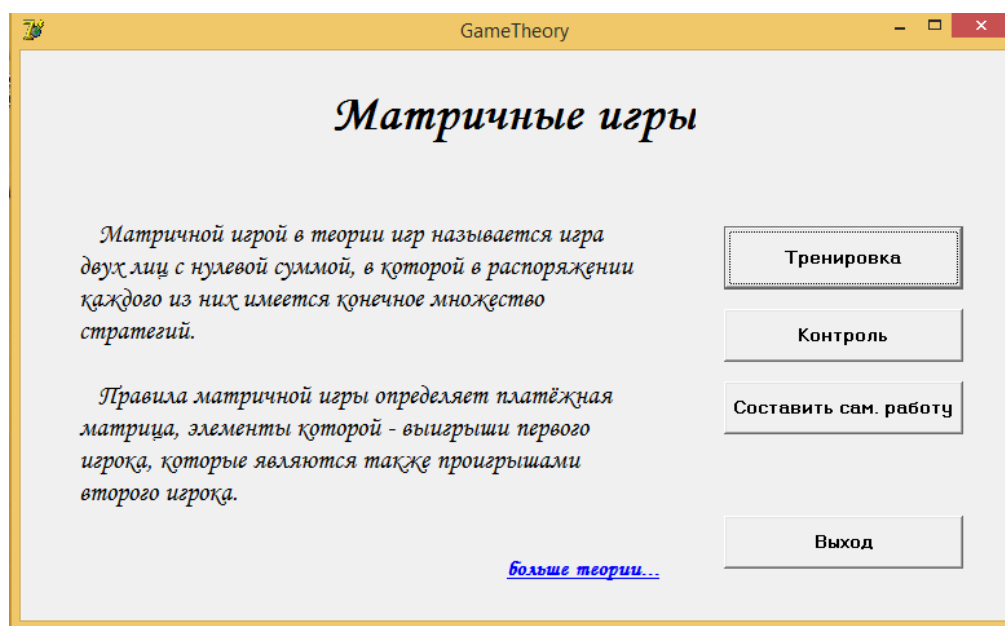 GameTheory
Матричные игры
Матричной игрой в теории игр называется игра
двух лиц с нулевой суммой, в которой в распоряжении
каждого из них имеется конечное множество
стратегий.
Правила матричной игры определяет платёжная
матрица, элементы которой - выигрыши первого
игрока, которые являются также проигрышами
второго игрока.
больше теории...
Тренировка
Контроль
Составить сам. работу
Выход